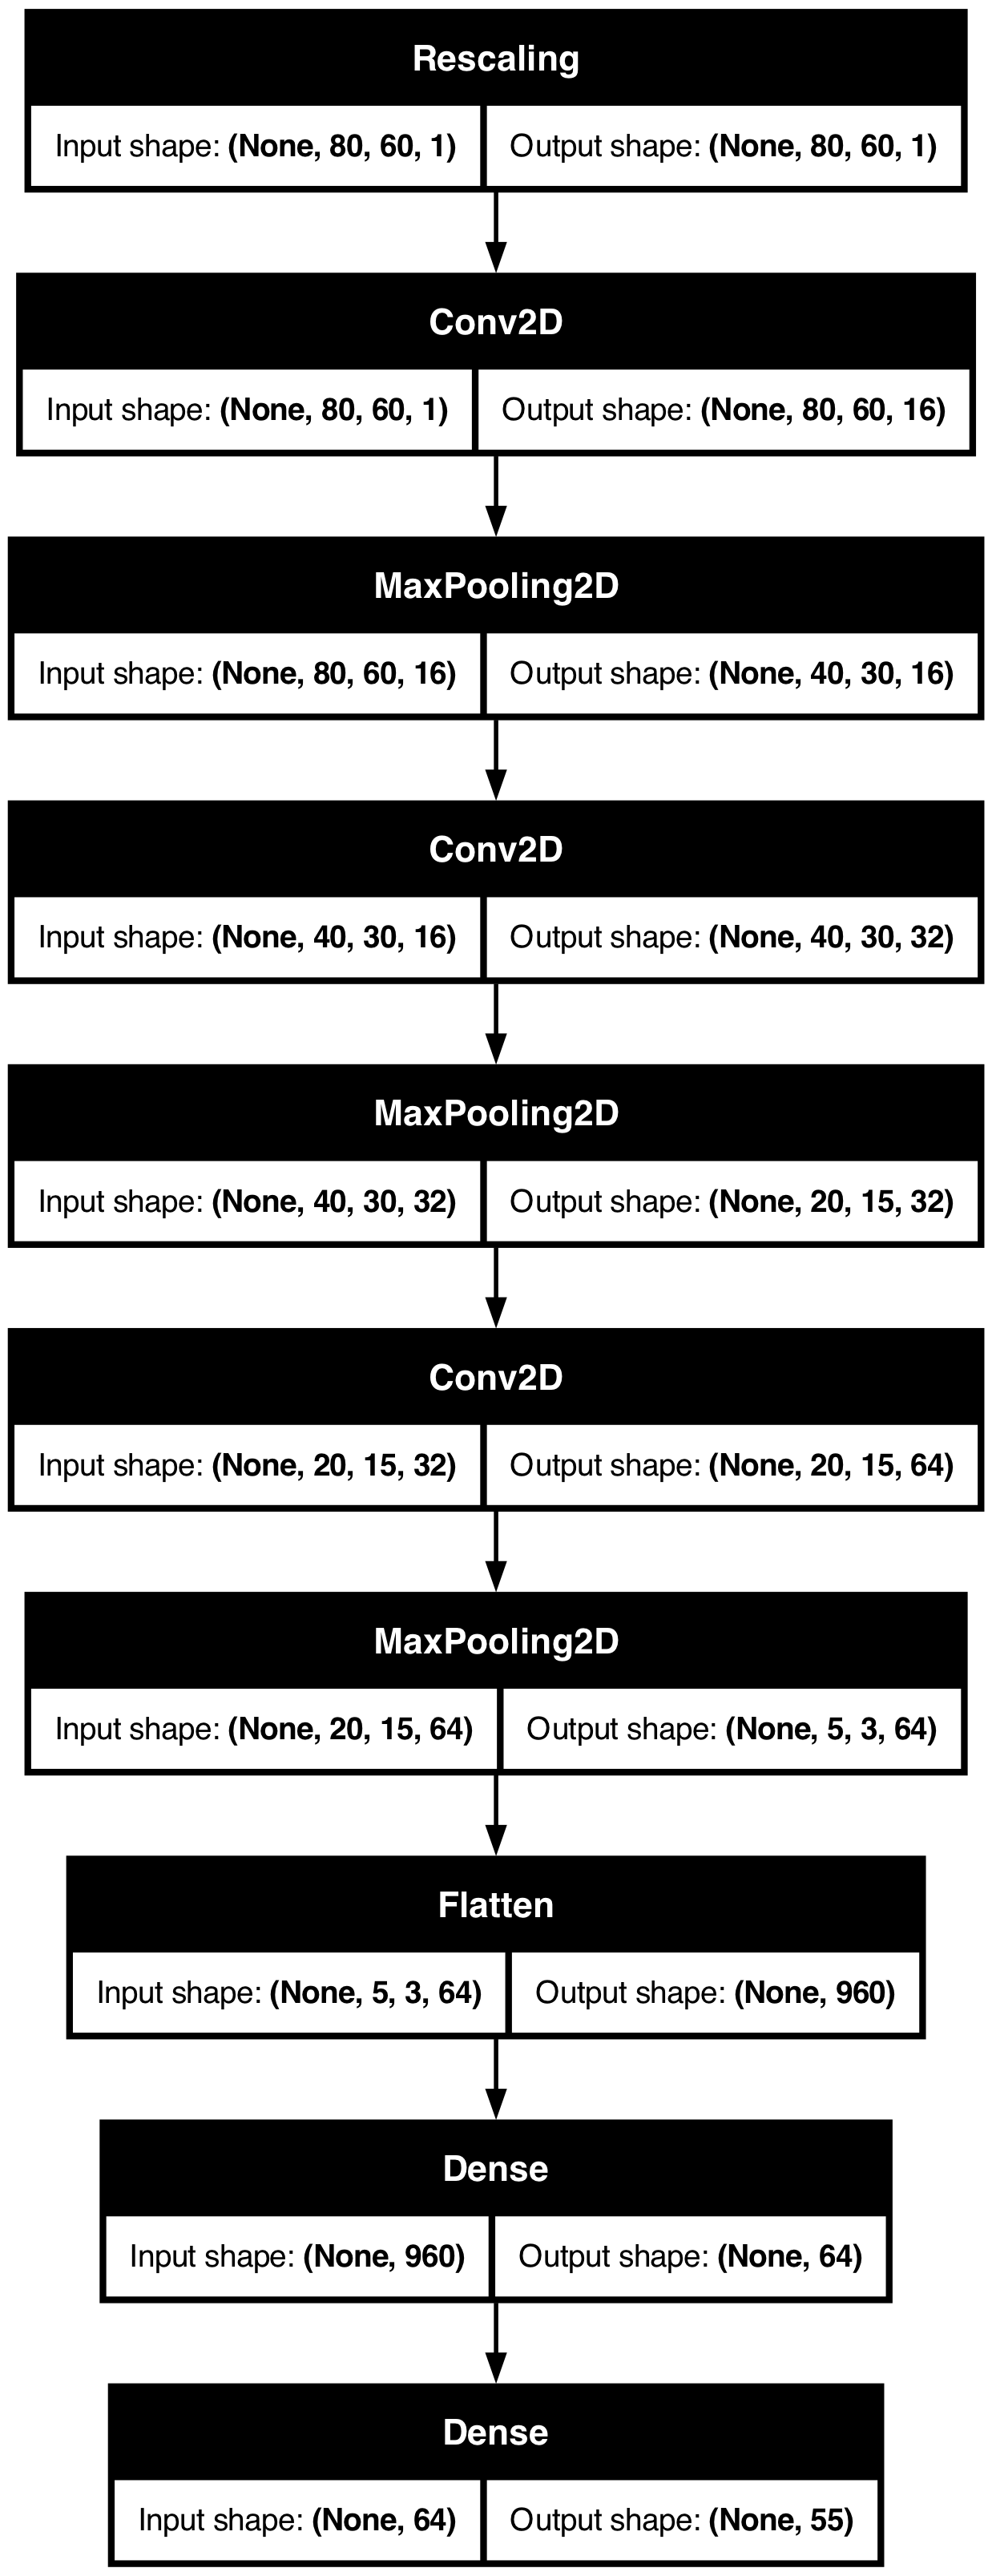 Rescaling
Input shape: (None, 80, 60, 1) Output shape: (None, 80, 60, 1)
Conv2D
Input shape: (None, 80, 60, 1) Output shape: (None, 80, 60, 16)
MaxPooling2D
Input shape: (None, 80, 60, 16) Output shape: (None, 40, 30, 16)
Conv2D
Input shape: (None, 40, 30, 16) Output shape: (None, 40, 30, 32)
MaxPooling2D
Input shape: (None, 40, 30, 32) Output shape: (None, 20, 15, 32)
Conv2D
Input shape: (None, 20, 15, 32) Output shape: (None, 20, 15, 64)
MaxPooling2D
Input shape: (None, 20, 15, 64) Output shape: (None, 5, 3, 64)
Flatten
Input shape: (None, 5, 3, 64) Output shape: (None, 960)
Dense
Input shape: (None, 960) Output shape: (None, 64)
Dense
Input shape: (None, 64) Output shape: (None, 55)